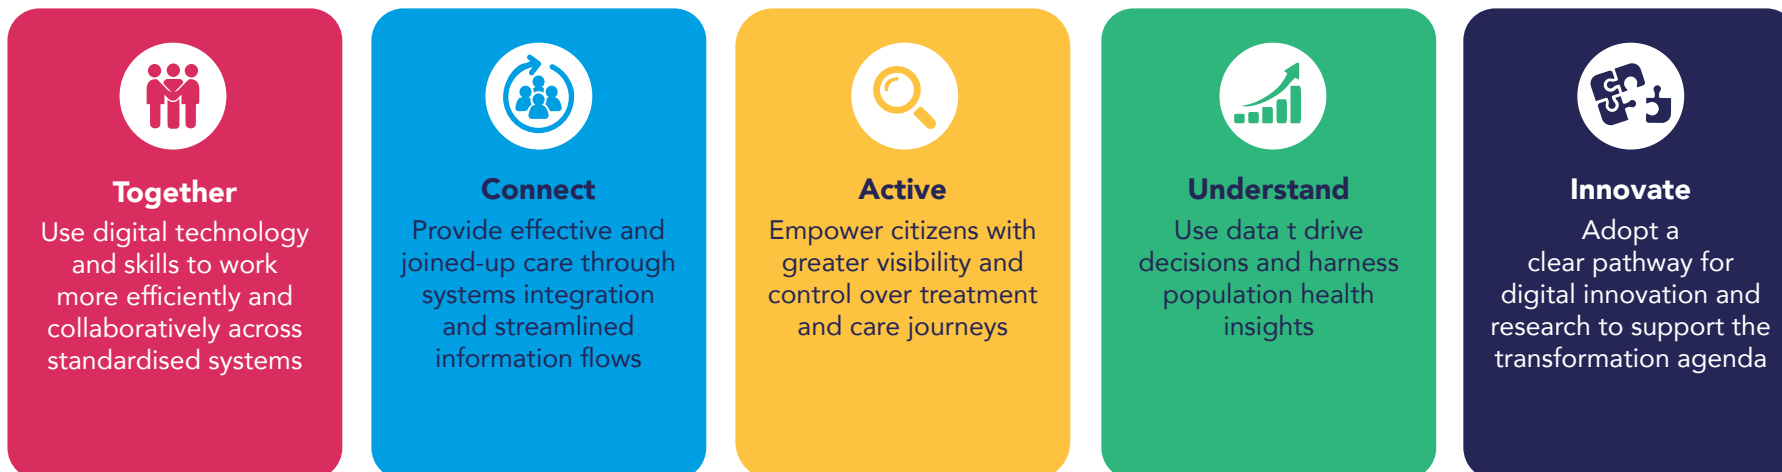 Together
Use digital technology
and skills to work
more efficiently and
collaboratively across
standardised systems
Connect
Provide effective and
joined-up care through
systems integration
and streamlined
information flows
Active
Empower citizens with
greater visibility and
control over treatment
and care journeys
Understand
Use data t drive
decisions and harness
population health
insights
Innovate
Adopt a
clear pathway for
digital innovation and
research to support the
transformation agenda